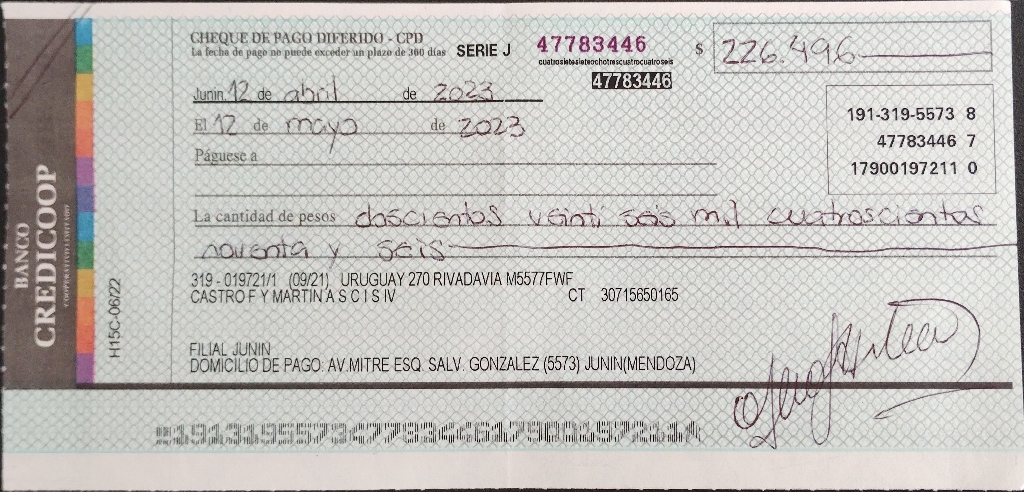 BANCO
CREDICOOP
COOPERATIVO LIMITADO
H15C-06/22
CHEQUE DE PAGO DIFERIDO - CPD
La fecha de pago no puede exceder un plazo de 360 días
SERIE J
47783446
cuatrosietesieteochotrescuatrocuatroseis
47783446
$ 226.496
Junin, 12 de abril de 2023
El 12 de mayo de 2023
191-319-5573 8
47783446 7
17900197211 0
Páguese a
La cantidad de pesos doscientos veinti seis mil cuatroscientos
noventa y seis
319 - 019721/1 (09/21) URUGUAY 270 RIVADAVIA M5577FWF
CASTRO F Y MARTIN A S C I S IV CT 30715650165
FILIAL JUNIN
DOMICILIO DE PAGO: AV.MITRE ESQ. SALV. GONZALEZ (5573) JUNIN(MENDOZA)